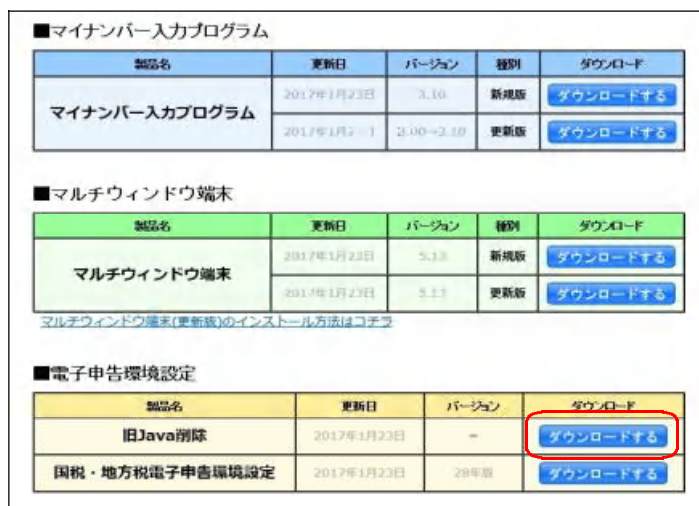 ■マイナンバー入力プログラム
製品名 更新日 バージョン 種別 ダウンロード
マイナンバー入力プログラム 2017年1月23日 3.10 新規版 ダウンロードする
更新版 ダウンロードする
■マルチウィンドウ端末
製品名 更新日 バージョン 種別 ダウンロード
マルチウィンドウ端末 2017年1月23日 新規版 ダウンロードする
2017年1月23日 更新版 ダウンロードする
マルチウィンドウ端末(更新版)のインストール方法はコチラ
■電子申告環境設定
製品名 更新日 バージョン ダウンロード
旧Java削除 2017年1月23日 − ダウンロードする
国税・地方税電子申告環境設定 2017年1月23日 28年版 ダウンロードする